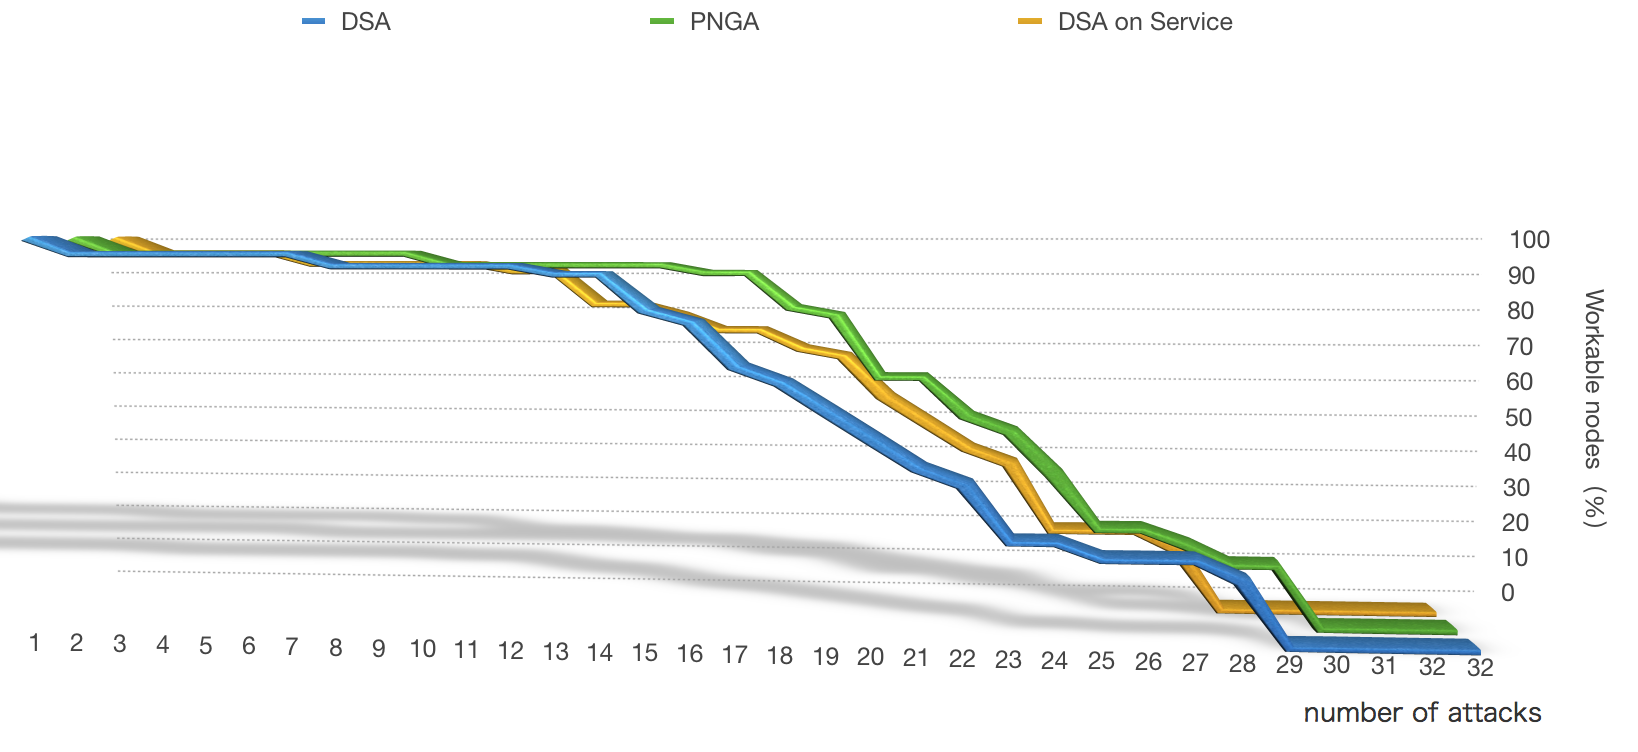 DSA PNGA DSA on Service
100
90
80
70
60
50
40
30
20
10
0
Workable nodes (%)
1 2 3 4 5 6 7 8 9 10 11 12 13 14 15 16 17 18 19 20 21 22 23 24 25 26 27 28 29 30 31 32 32
number of attacks